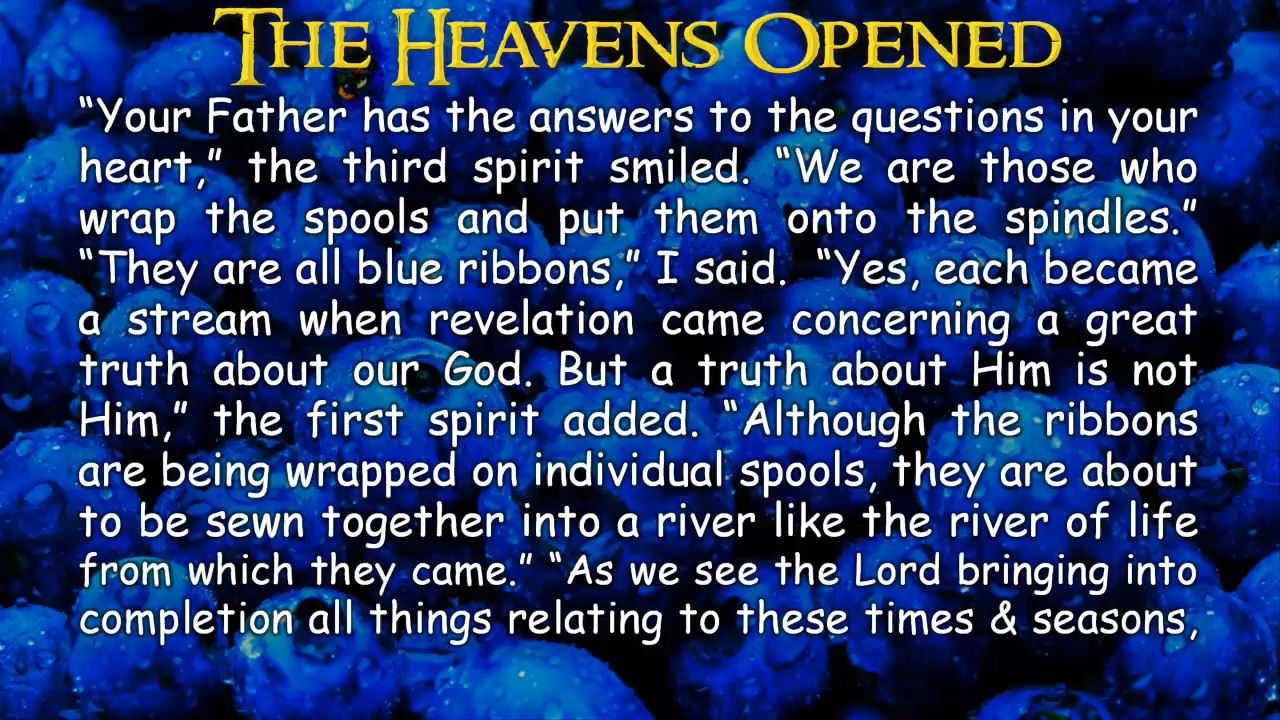 THE HEAVENS OPENED
“Your Father has the answers to the questions in your
heart,” the third spirit smiled. “We are those who
wrap the spools and put them onto the spindles.”
“They are all blue ribbons,” I said. “Yes, each became
a stream when revelation came concerning a great
truth about our God. But a truth about Him is not
Him,” the first spirit added. “Although the ribbons
are being wrapped on individual spools, they are about
to be sewn together into a river like the river of life
from which they came.” “As we see the Lord bringing into
completion all things relating to these times & seasons,